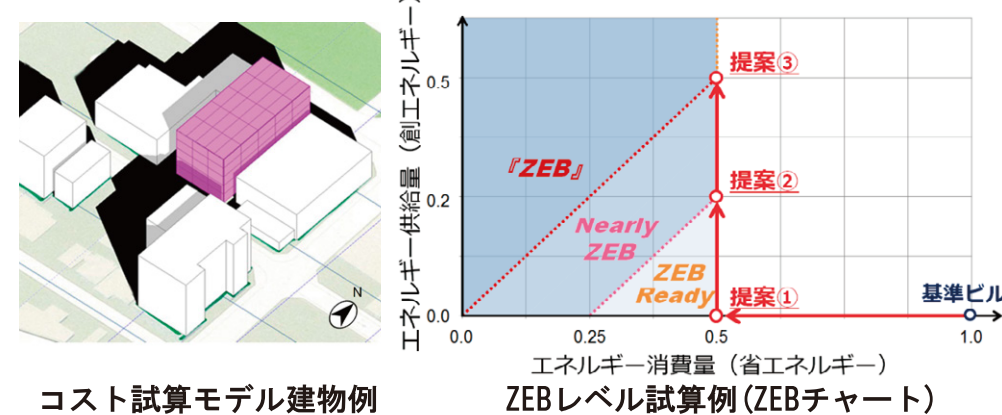 N
コスト試算モデル建物例
エネルギー供給量（創エネルギー）
0.5
0.2
0.0
0.0
0.25
0.5
1.0
『ZEB』
Nearly
ZEB
ZEB
Ready
提案③
提案②
提案①
基準ビル
エネルギー消費量（省エネルギー）
ZEBレベル試算例(ZEBチャート)